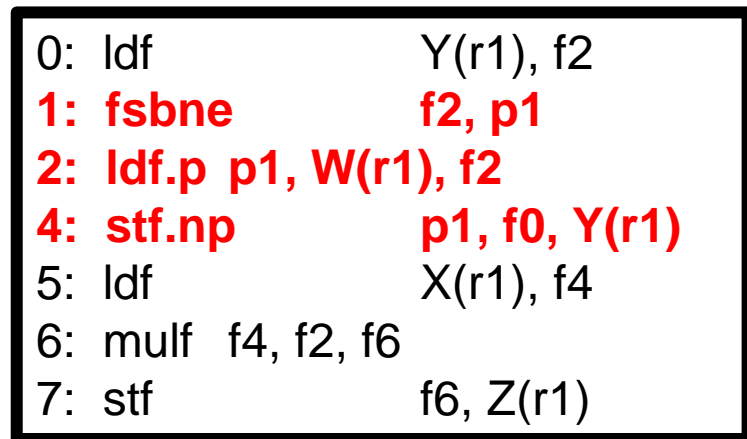 0: ldf Y(r1), f2
1: fsbne f2, p1
2: ldf.p p1, W(r1), f2
4: stf.np p1, f0, Y(r1)
5: ldf X(r1), f4
6: mulf f4, f2, f6
7: stf f6, Z(r1)